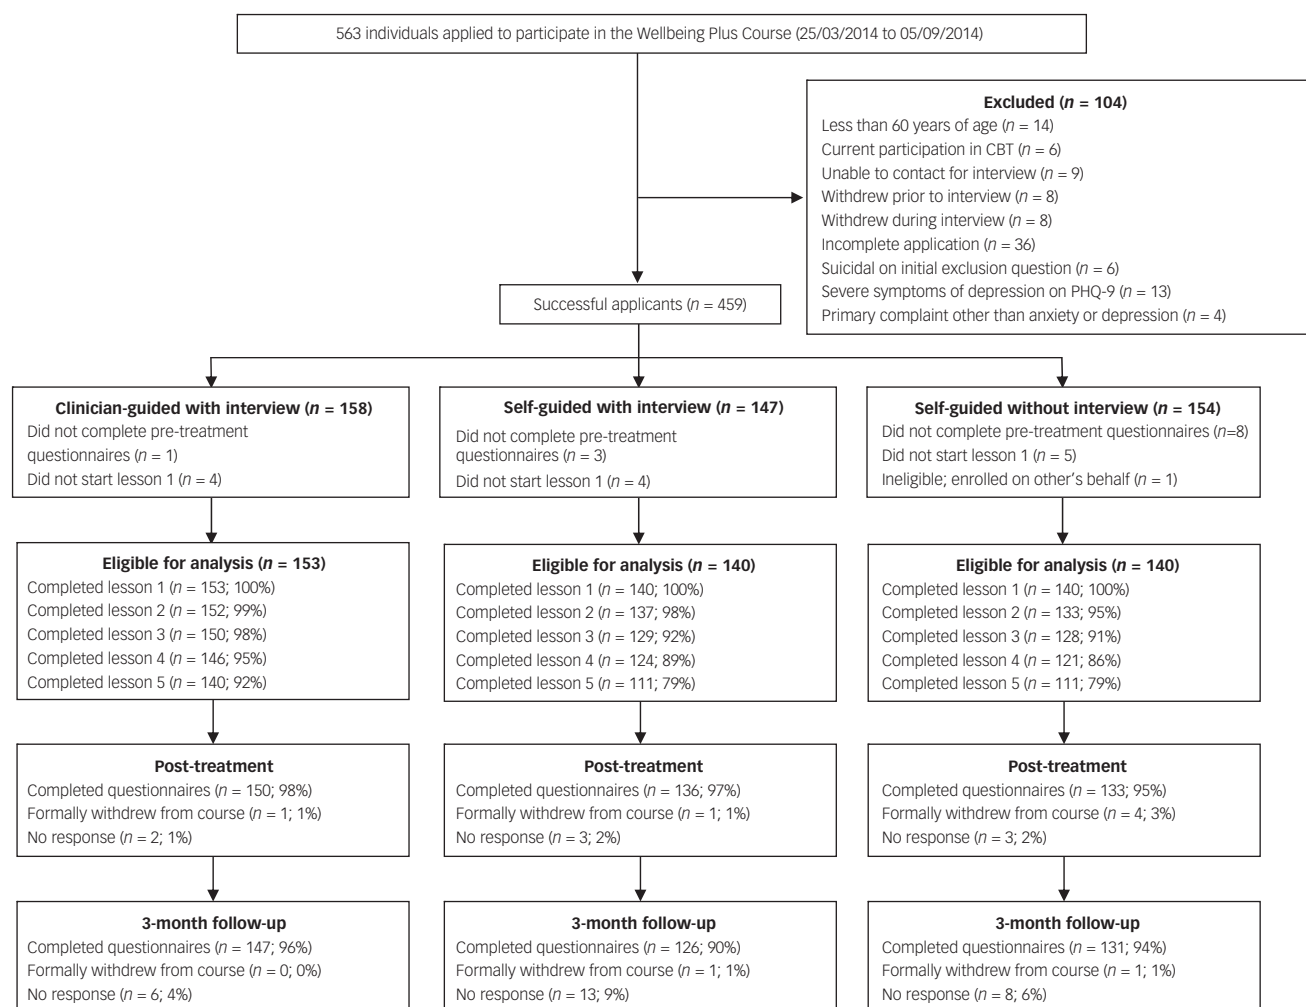 563 individuals applied to participate in the Wellbeing Plus Course (25/03/2014 to 05/09/2014)
Excluded (n = 104)
Less than 60 years of age (n = 14)
Current participation in CBT (n = 6)
Unable to contact for interview (n = 9)
Withdrew prior to interview (n = 8)
Withdrew during interview (n = 8)
Incomplete application (n = 36)
Suicidal on initial exclusion question (n = 6)
Severe symptoms of depression on PHQ-9 (n = 13)
Primary complaint other than anxiety or depression (n = 4)
Successful applicants (n = 459)
Clinician-guided with interview (n = 158)
Did not complete pre-treatment
questionnaires (n = 1)
Did not start lesson 1 (n = 4)
Self-guided with interview (n = 147)
Did not complete pre-treatment
questionnaires (n = 3)
Did not start lesson 1 (n = 4)
Self-guided without interview (n = 154)
Did not complete pre-treatment questionnaires (n=8)
Did not start lesson 1 (n = 5)
Ineligible; enrolled on other's behalf (n = 1)
Eligible for analysis (n = 153)
Completed lesson 1 (n = 153; 100%)
Completed lesson 2 (n = 152; 99%)
Completed lesson 3 (n = 150; 98%)
Completed lesson 4 (n = 146; 95%)
Completed lesson 5 (n = 140; 92%)
Eligible for analysis (n = 140)
Completed lesson 1 (n = 140; 100%)
Completed lesson 2 (n = 137; 98%)
Completed lesson 3 (n = 129; 92%)
Completed lesson 4 (n = 124; 89%)
Completed lesson 5 (n = 111; 79%)
Eligible for analysis (n = 140)
Completed lesson 1 (n = 140; 100%)
Completed lesson 2 (n = 133; 95%)
Completed lesson 3 (n = 128; 91%)
Completed lesson 4 (n = 121; 86%)
Completed lesson 5 (n = 111; 79%)
Post-treatment
Completed questionnaires (n = 150; 98%)
Formally withdrew from course (n = 1; 1%)
No response (n = 2; 1%)
Post-treatment
Completed questionnaires (n = 136; 97%)
Formally withdrew from course (n = 1; 1%)
No response (n = 3; 2%)
Post-treatment
Completed questionnaires (n = 133; 95%)
Formally withdrew from course (n = 4; 3%)
No response (n = 3; 2%)
3-month follow-up
Completed questionnaires (n = 147; 96%)
Formally withdrew from course (n = 0; 0%)
No response (n = 6; 4%)
3-month follow-up
Completed questionnaires (n = 126; 90%)
Formally withdrew from course (n = 1; 1%)
No response (n = 13; 9%)
3-month follow-up
Completed questionnaires (n = 131; 94%)
Formally withdrew from course (n = 1; 1%)
No response (n = 8; 6%)